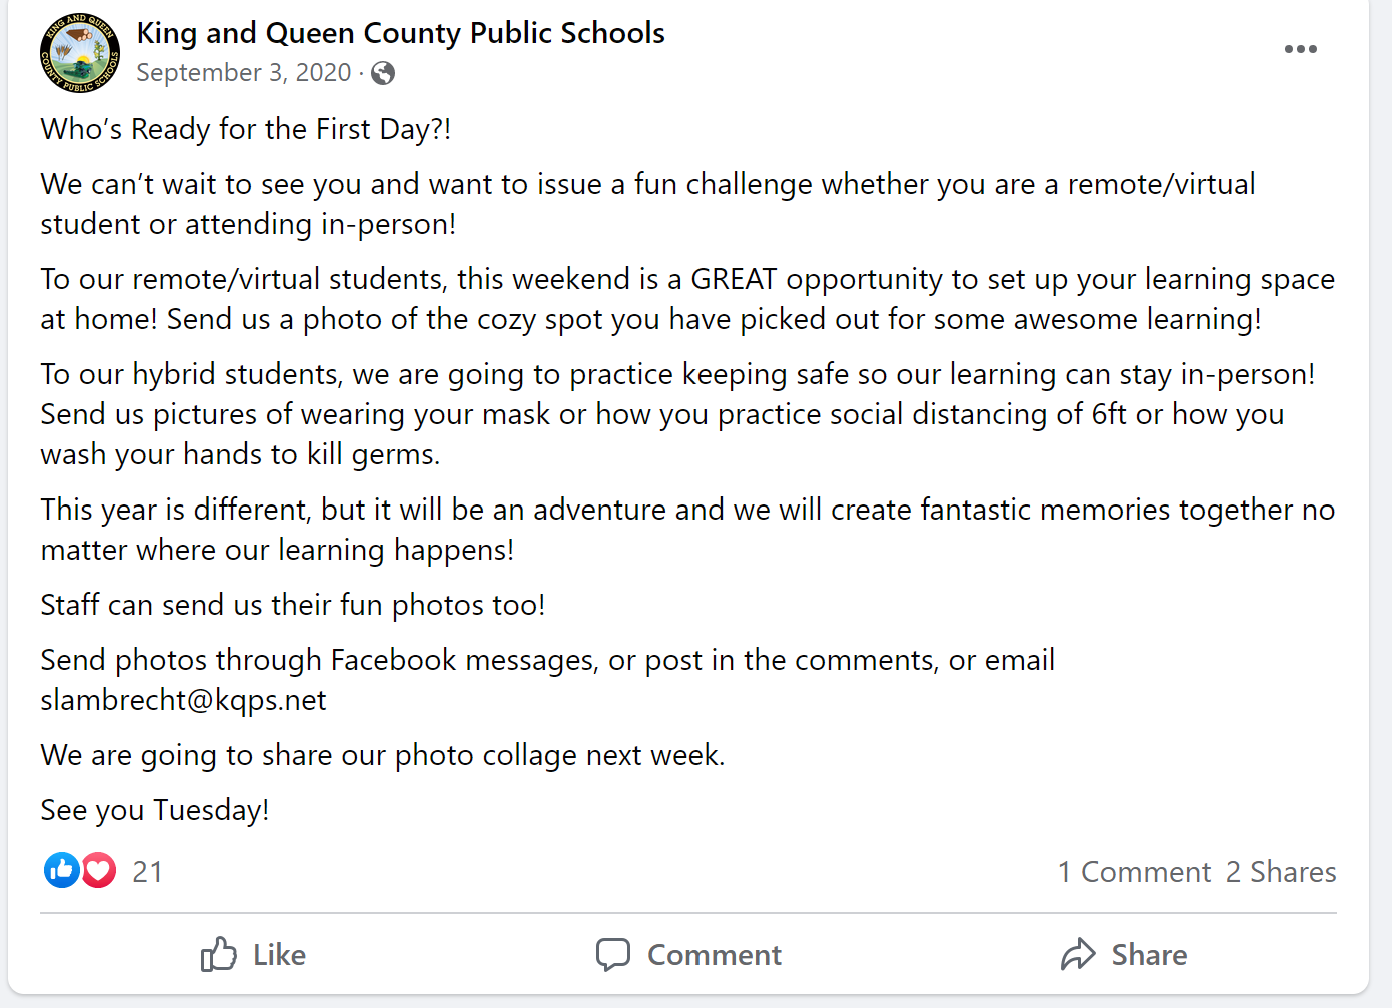 KING AND QUEEN
COUNTY PUBLIC SCHOOLS
King and Queen County Public Schools
September 3, 2020 ·
Who’s Ready for the First Day?!
We can’t wait to see you and want to issue a fun challenge whether you are a remote/virtual
student or attending in-person!
To our remote/virtual students, this weekend is a GREAT opportunity to set up your learning space
at home! Send us a photo of the cozy spot you have picked out for some awesome learning!
To our hybrid students, we are going to practice keeping safe so our learning can stay in-person!
Send us pictures of wearing your mask or how you practice social distancing of 6ft or how you
wash your hands to kill germs.
This year is different, but it will be an adventure and we will create fantastic memories together no
matter where our learning happens!
Staff can send us their fun photos too!
Send photos through Facebook messages, or post in the comments, or email
slambrecht@kqps.net
We are going to share our photo collage next week.
See you Tuesday!
21 1 Comment 2 Shares
Like Comment Share